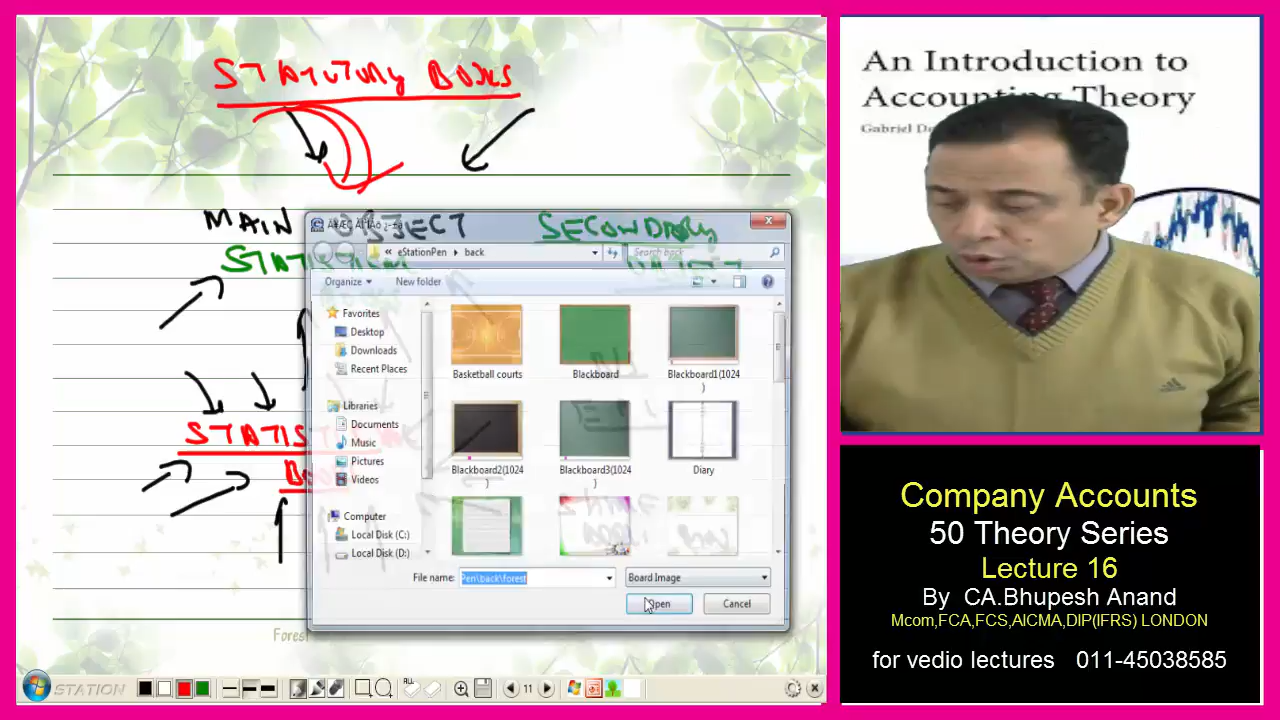 STATUTORY BOOKS
MAIN OBJECT
SECONDARY
An Introduction to
Accounting Theory
eStationPen ▸ back
Search back
Organize
New folder
Favorites
Desktop
Downloads
Recent Places
Libraries
Documents
Music
Pictures
Videos
Computer
Local Disk (C:)
Local Disk (D:)
Basketball courts
Blackboard
Blackboard1(1024
)
Blackboard2(1024
)
Blackboard3(1024
)
Diary
File name:
Pen\back\forest
Board Image
Open
Cancel
Forest
STATION
11
Company Accounts
50 Theory Series
Lecture 16
By CA.Bhupesh Anand
Mcom,FCA,FCS,AICMA,DIP(IFRS) LONDON
for vedio lectures 011-45038585